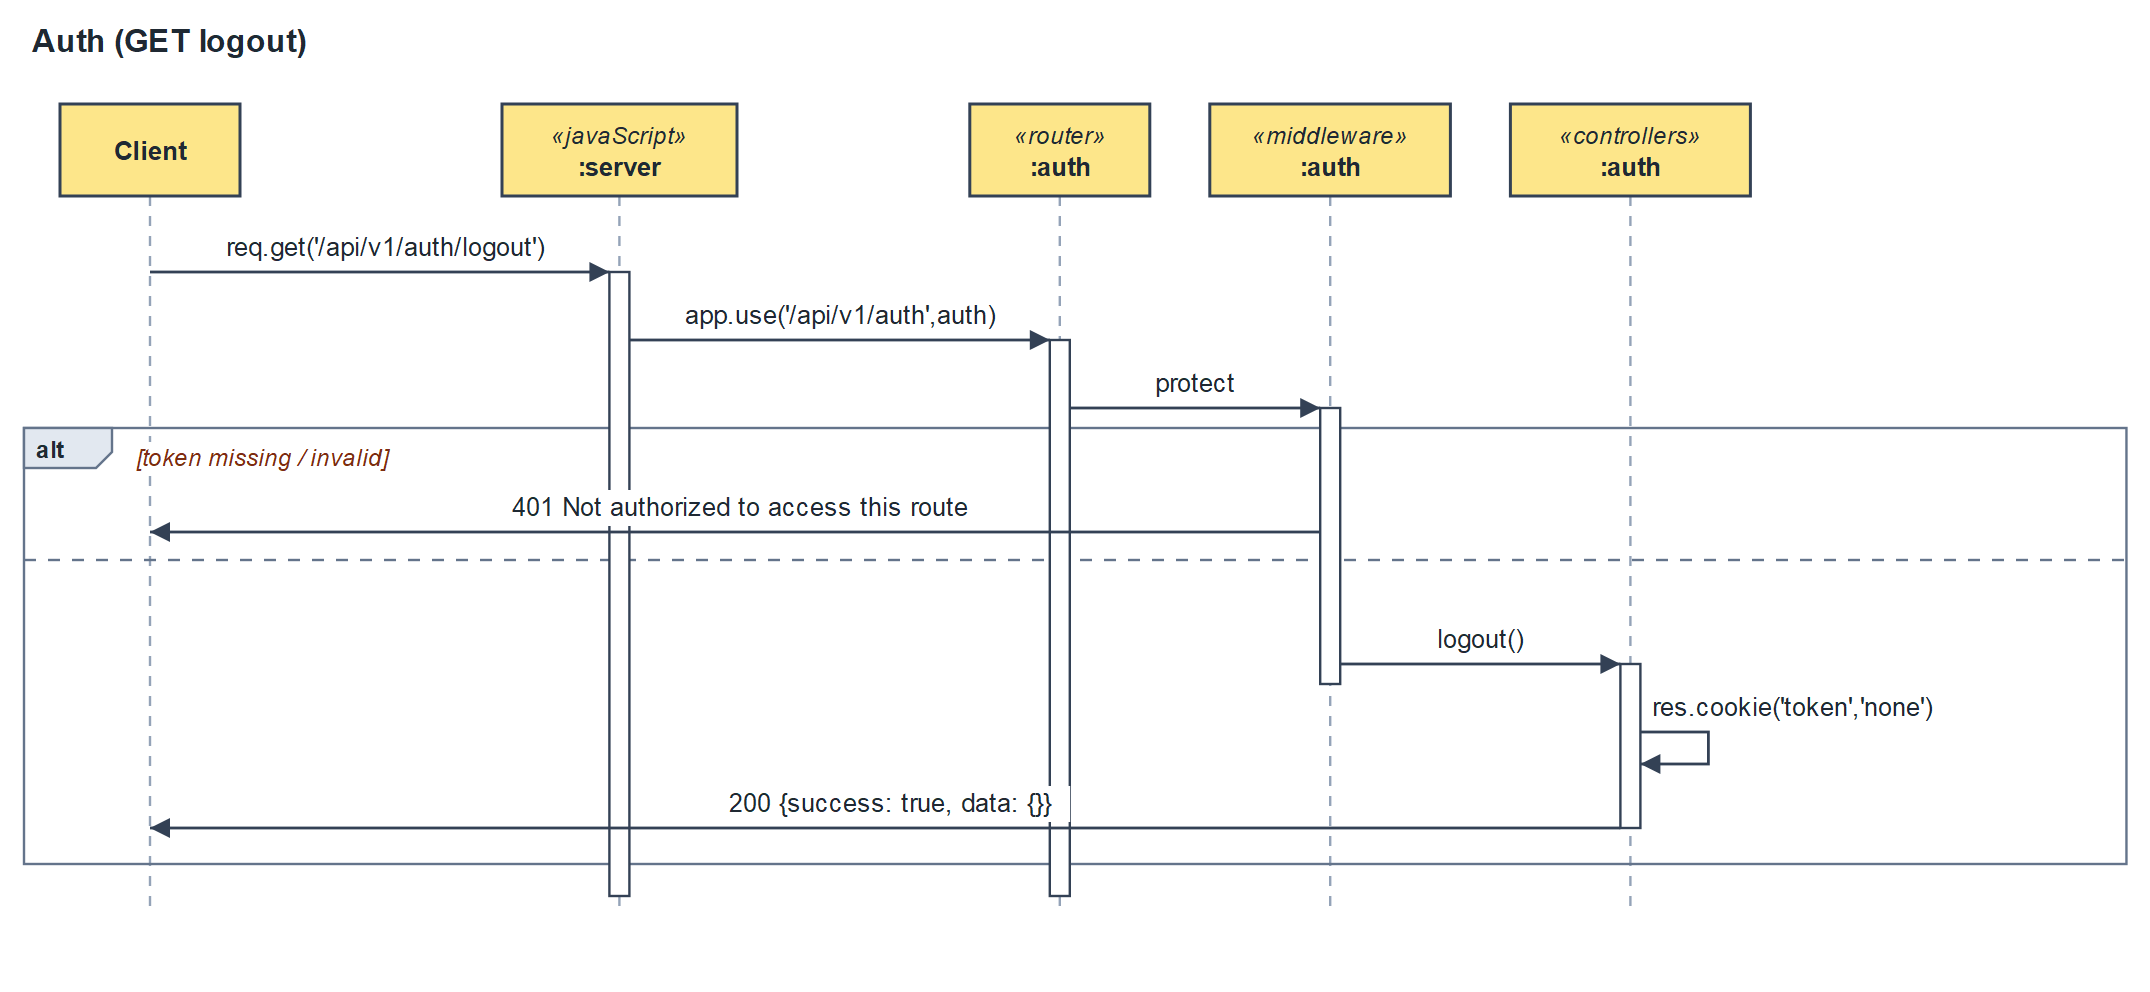 Auth (GET logout)
Client
«javaScript»
:server
«router»
:auth
«middleware»
:auth
«controllers»
:auth
req.get('/api/v1/auth/logout')
app.use('/api/v1/auth',auth)
protect
alt
[token missing / invalid]
401 Not authorized to access this route
logout()
res.cookie('token','none')
200 {success: true, data: {}}